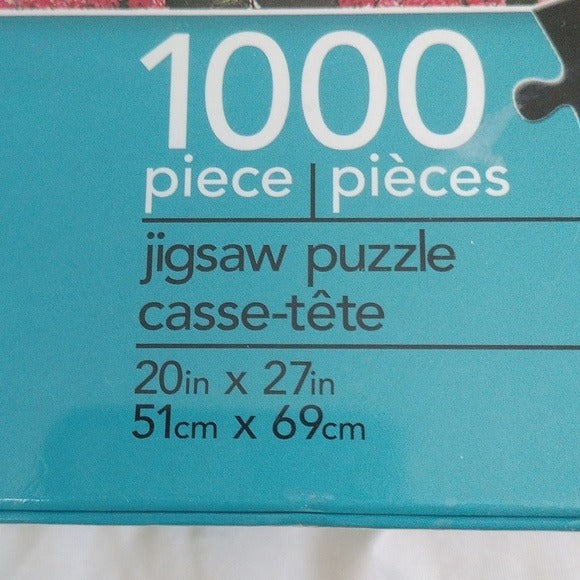 1000
piece | pièces
jigsaw puzzle
casse-tête
20in x 27in
51cm x 69cm